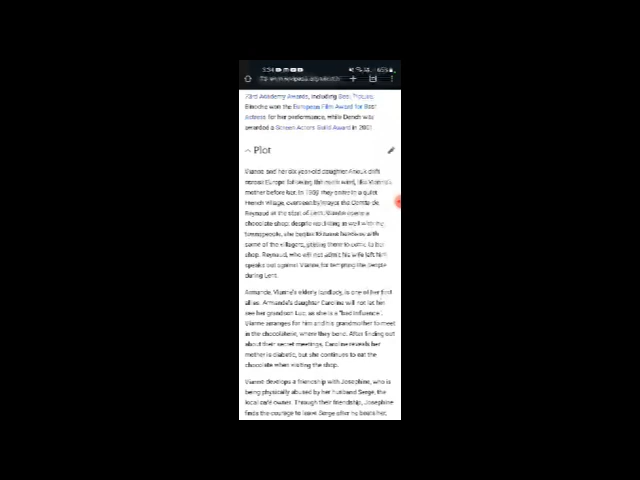 73rd Academy Awards, including Best Picture.
Binoche won the European Film Award for Best
Actress for her performance, while Dench was
awarded a Screen Actors Guild Award in 2001.
Plot
Vianne and her six-year-old daughter Anouk drift
across Europe following the north wind, like Vianne's
mother before her. In they arrive in a quiet
French village, overseen by mayor the Comte de
Reynaud at the start of Lent. Vianne opens a
chocolate shop; despite not fitting in well with the
townspeople, she begins to make headway with
some of the villagers, getting them to come to her
shop. Reynaud, who will not admit his wife left him,
speaks out against Vianne for tempting the people
during Lent.
Armande, Vianne's elderly landlady, is one of her first
allies. Armande's daughter Caroline will not let him
see her grandson Luc, as she is a "bad influence".
Vianne arranges for him and his grandmother to meet
in the chocolaterie, where they bond. After finding out
about their secret meetings, Caroline reveals her
mother is diabetic, but she continues to eat the
chocolate when visiting the shop.
Vianne develops a friendship with Josephine, who is
being physically abused by her husband Serge, the
local café owner. Through their friendship, Josephine
finds the courage to leave Serge after he beats her.